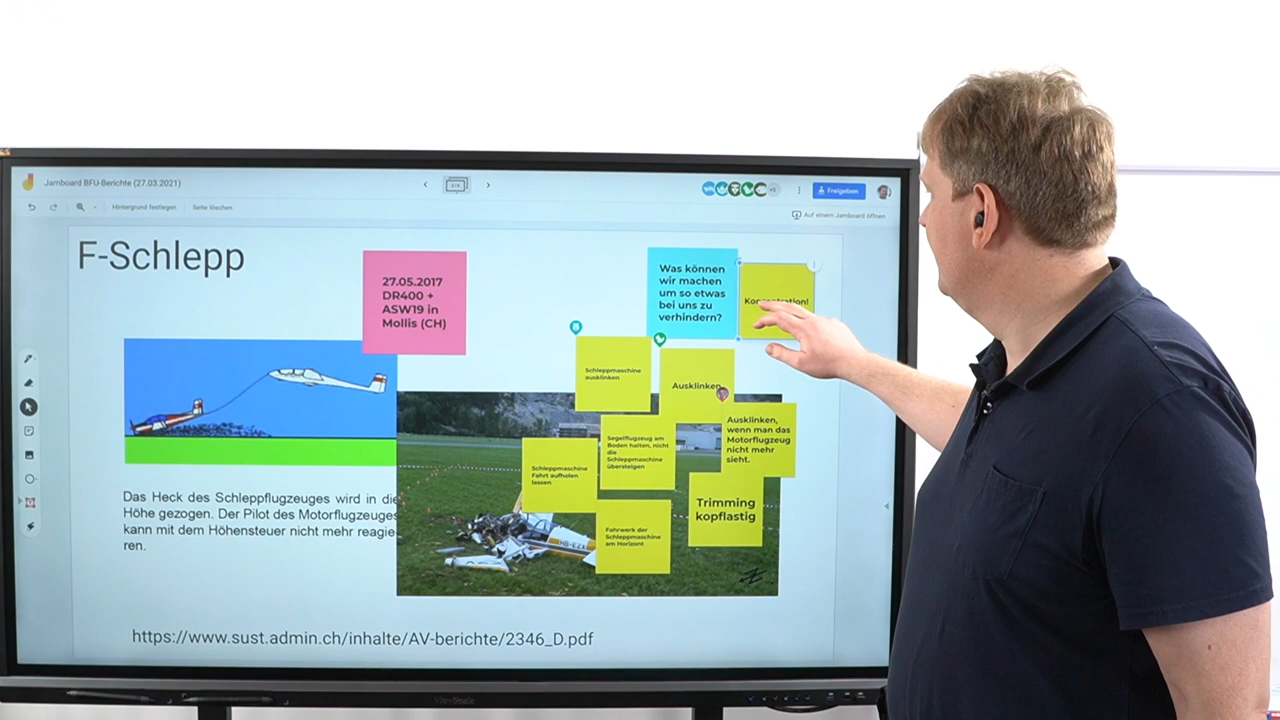 Jamboard BFU-Berichte (27.03.2021)
Freigeben
Hintergrund festlegen
Seite löschen
Auf einem Jamboard öffnen
F-Schlepp
27.05.2017
DR400 +
ASW19 in
Mollis (CH)
Was können
wir machen
um so etwas
bei uns zu
verhindern?
Schleppmaschine
ausklinken
Ausklinken
Ausklinken,
wenn man das
Motorflugzeug
nicht mehr
sieht.
Segelflugzeug am
Boden halten, nicht
die
Schleppmaschine
übersteigen
Schleppmaschine
Fahrt aufholen
lassen
Trimming
kopflastig
Fahrwerk der
Schleppmaschine
am Horizont
Das Heck des Schleppflugzeuges wird in die
Höhe gezogen. Der Pilot des Motorflugzeuges
kann mit dem Höhensteuer nicht mehr reagie-
ren.
HB-EZX
https://www.sust.admin.ch/inhalte/AV-berichte/2346_D.pdf
ViewSonic